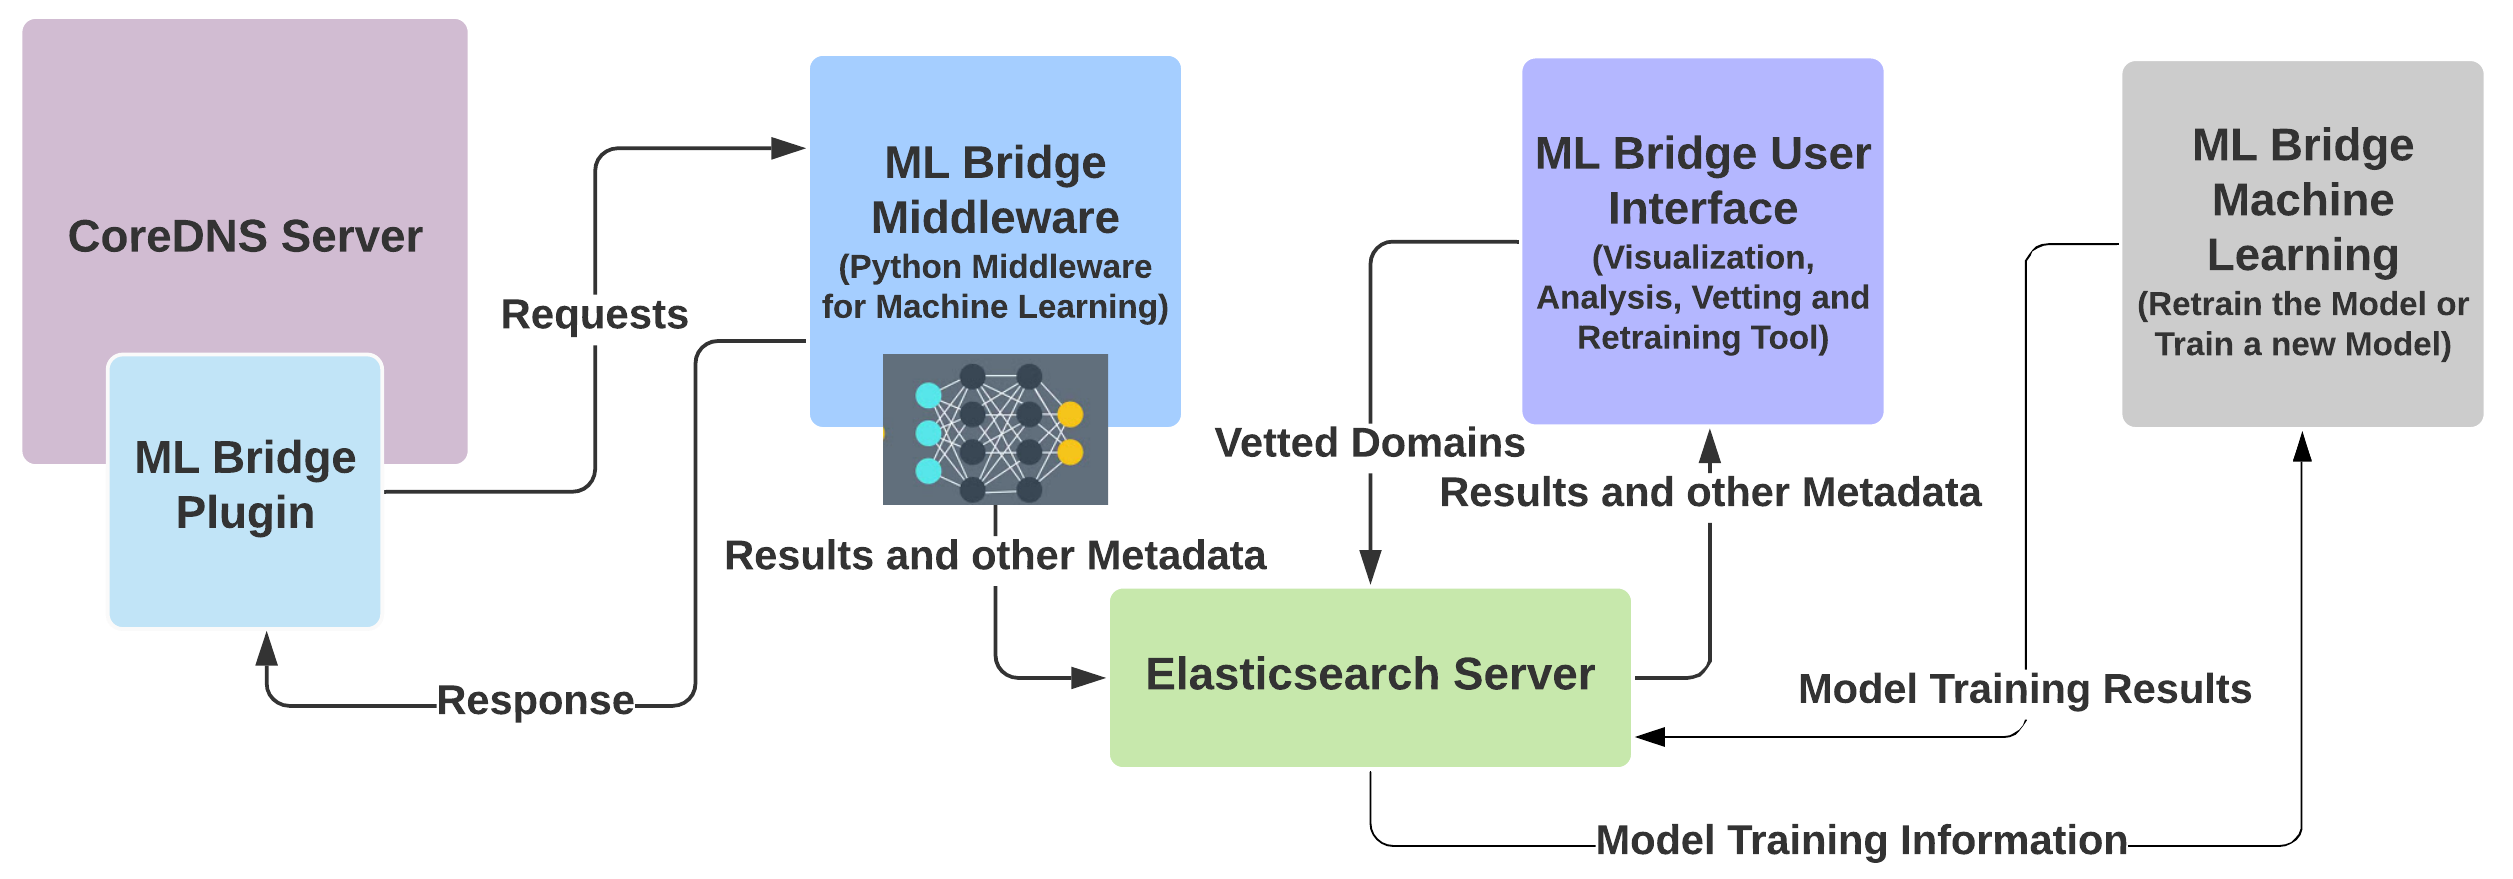 CoreDNS Server
ML Bridge
Plugin
Requests
Response
ML Bridge
Middleware
(Python Middleware
for Machine Learning)
Results and other Metadata
ML Bridge User
Interface
(Visualization,
Analysis, Vetting and
Retraining Tool)
Vetted Domains
Results and other Metadata
Elasticsearch Server
ML Bridge
Machine
Learning
(Retrain the Model or
Train a new Model)
Model Training Results
Model Training Information